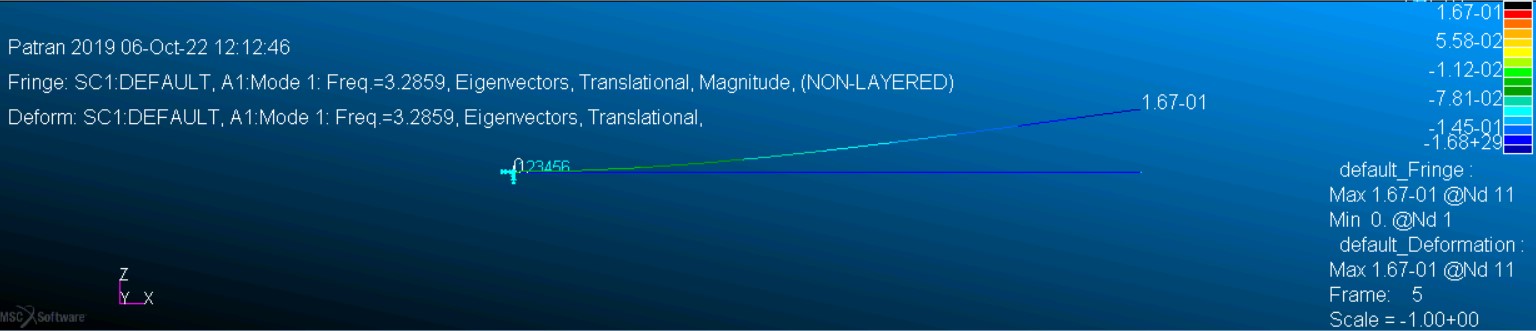 Patran 2019 06-Oct-22 12:12:46
Fringe: SC1:DEFAULT, A1:Mode 1: Freq.=3.2859, Eigenvectors, Translational, Magnitude, (NON-LAYERED)
Deform: SC1:DEFAULT, A1:Mode 1: Freq.=3.2859, Eigenvectors, Translational,
1.67-01
5.58-02
-1.12-02
-7.81-02
-1.45-01
-1.68+29
1.67-01
123456
default_Fringe :
Max 1.67-01 @Nd 11
Min 0. @Nd 1
default_Deformation :
Max 1.67-01 @Nd 11
Frame: 5
Scale = -1.00+00
Z
Y X
MSC Software